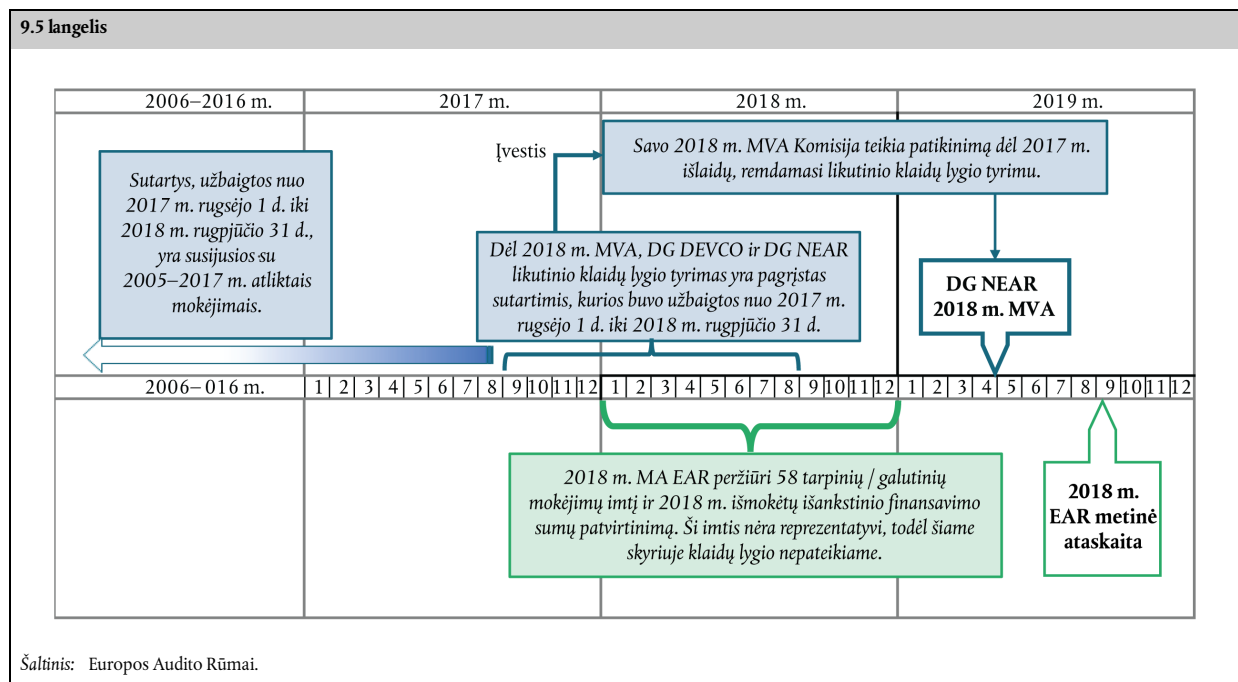 9.5 langelis
2006–2016 m.
2017 m.
2018 m.
2019 m.
Sutartys, užbaigtos nuo
2017 m. rugsėjo 1 d. iki
2018 m. rugpjūčio 31 d.,
yra susijusios su
2005–2017 m. atliktais
mokėjimais.
Įvestis
Savo 2018 m. MVA Komisija teikia patikinimą dėl 2017 m.
išlaidų, remdamasi likutinio klaidų lygio tyrimu.
Dėl 2018 m. MVA, DG DEVCO ir DG NEAR
likutinio klaidų lygio tyrimas yra pagrįstas
sutartimis, kurios buvo užbaigtos nuo 2017 m.
rugsėjo 1 d. iki 2018 m. rugpjūčio 31 d.
DG NEAR
2018 m. MVA
2006–016 m.
1 2 3 4 5 6 7 8 9 10 11 12
1 2 3 4 5 6 7 8 9 10 11 12
1 2 3 4 5 6 7 8 9 10 11 12
2018 m. MA EAR peržiūri 58 tarpinių / galutinių
mokėjimų imtį ir 2018 m. išmokėtų išankstinio finansavimo
sumų patvirtinimą. Ši imtis nėra reprezentatyvi, todėl šiame
skyriuje klaidų lygio nepateikiame.
2018 m.
EAR metinė
ataskaita
Šaltinis: Europos Audito Rūmai.